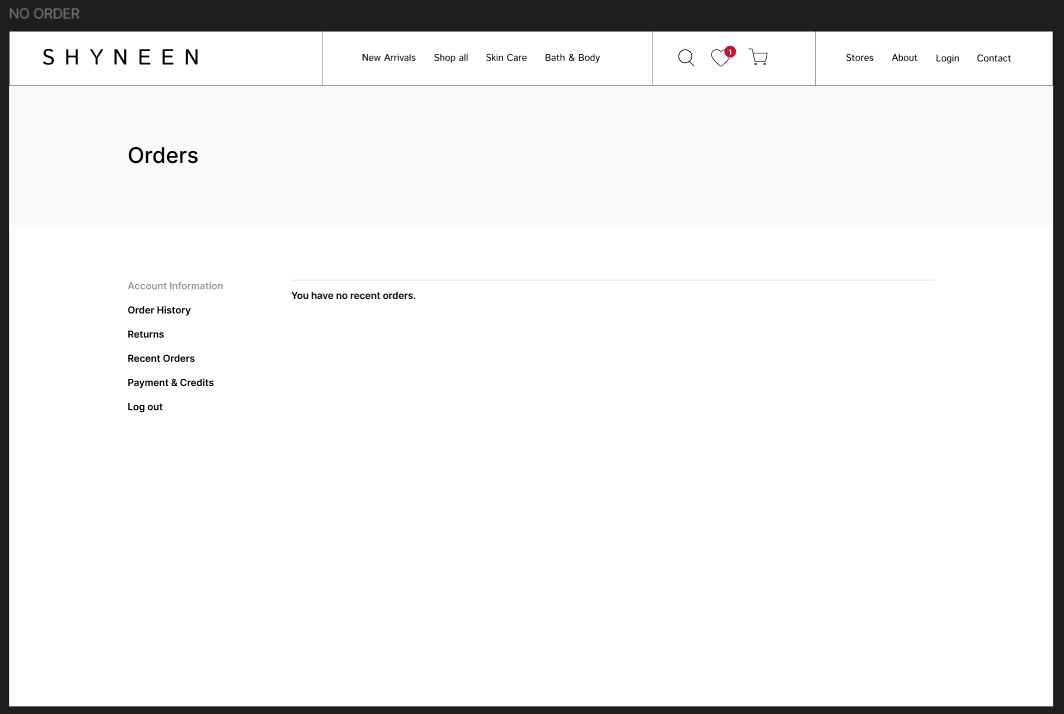 NO ORDER
SHYNEEN
New Arrivals Shop all Skin Care Bath & Body
1
Stores About Login Contact
Orders
Account Information
Order History
Returns
Recent Orders
Payment & Credits
Log out
You have no recent orders.